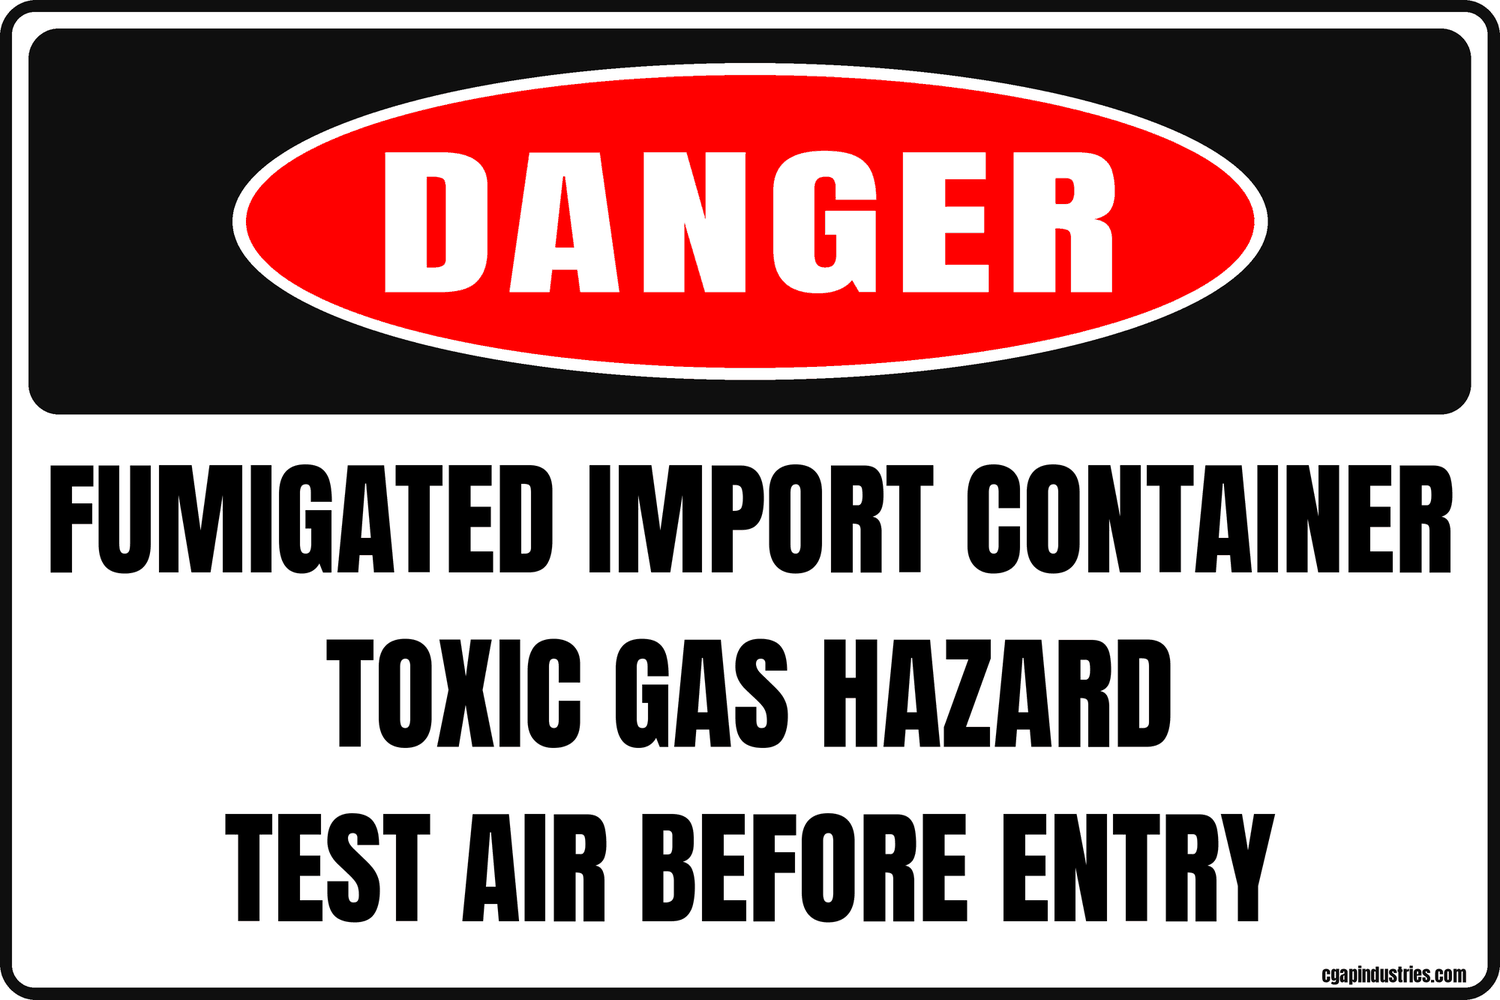 DANGER
FUMIGATED IMPORT CONTAINER
TOXIC GAS HAZARD
TEST AIR BEFORE ENTRY
cgapindustries.com